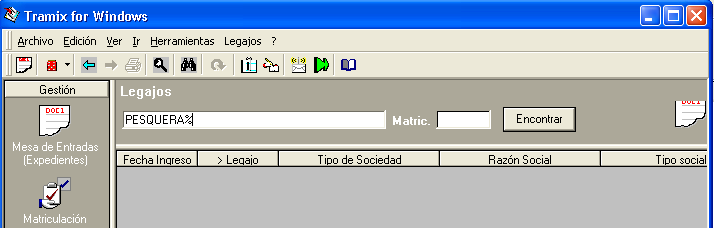 Tramix for Windows
Archivo Edición Ver Ir Herramientas Legajos ?
Gestión
DOC1
Mesa de Entradas
(Expedientes)
Matriculación
Legajos
PESQUERA%
Matric.
Encontrar
DOC1
Fecha Ingreso > Legajo Tipo de Sociedad Razón Social Tipo social